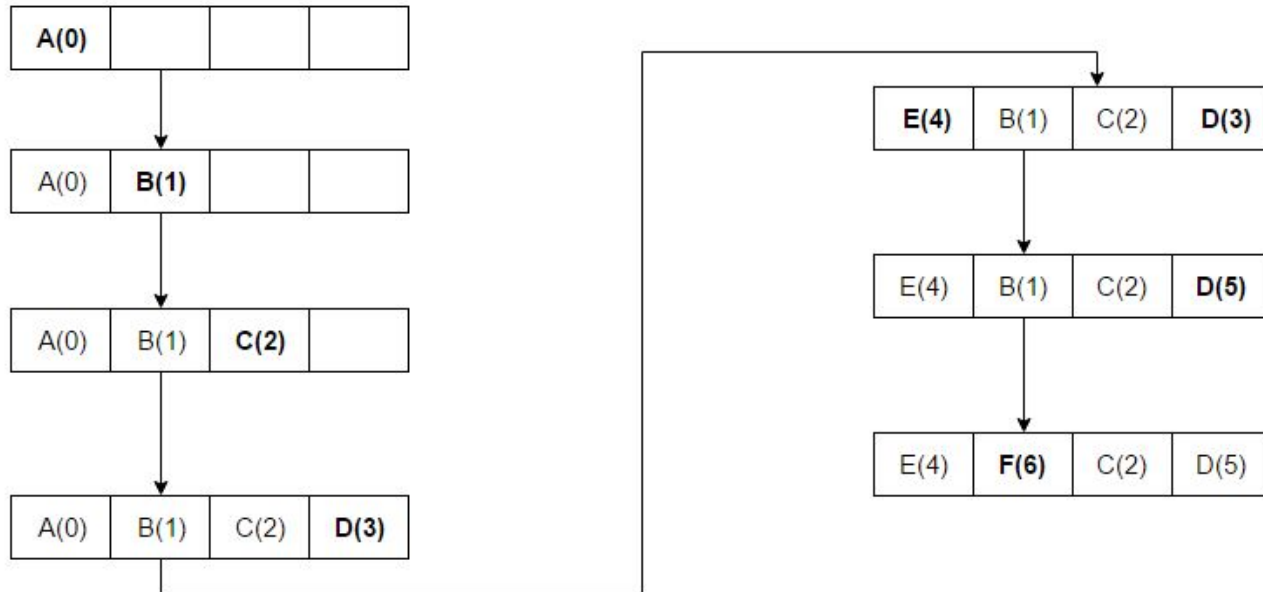 A(0)
A(0) B(1)
A(0) B(1) C(2)
A(0) B(1) C(2) D(3)
E(4) B(1) C(2) D(3)
E(4) B(1) C(2) D(5)
E(4) F(6) C(2) D(5)